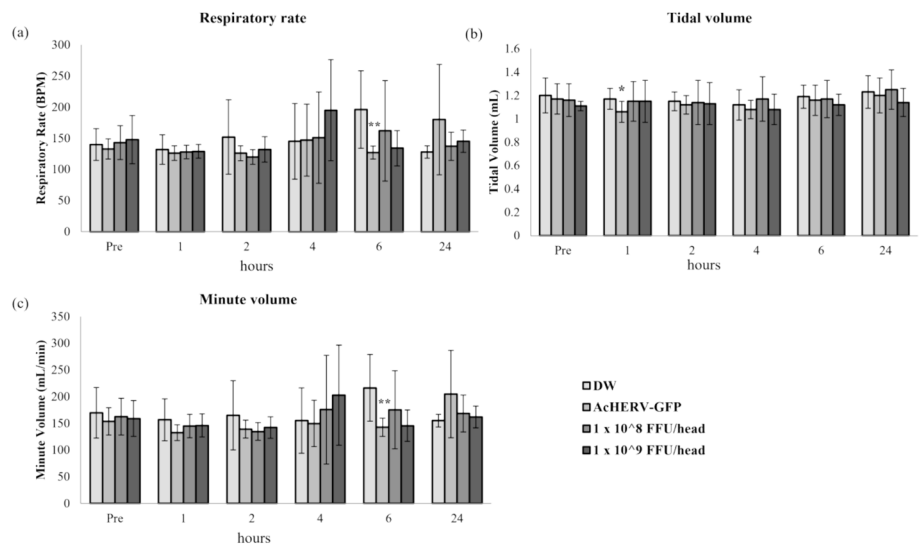 Respiratory rate
(a)
300
250
200
150
100
50
0
Respiratory Rate (BPM)
**
Pre 1 2 4 6 24
hours
Tidal volume
(b)
1.6
1.4
1.2
1
0.8
0.6
0.4
0.2
0
Tidal Volume (mL)
*
Pre 1 2 4 6 24
hours
Minute volume
(c)
350
300
250
200
150
100
50
0
Minute Volume (mL/min)
**
Pre 1 2 4 6 24
hours
DW
AcHERV-GFP
1 x 10^8 FFU/head
1 x 10^9 FFU/head